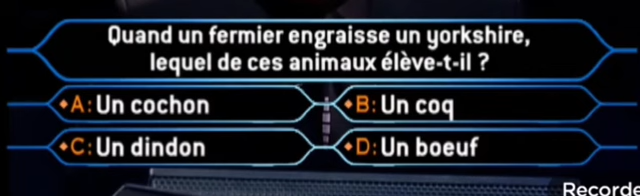 Quand un fermier engraisse un yorkshire,
lequel de ces animaux élève-t-il ?
A: Un cochon
B: Un coq
C: Un dindon
D: Un boeuf
Recorde